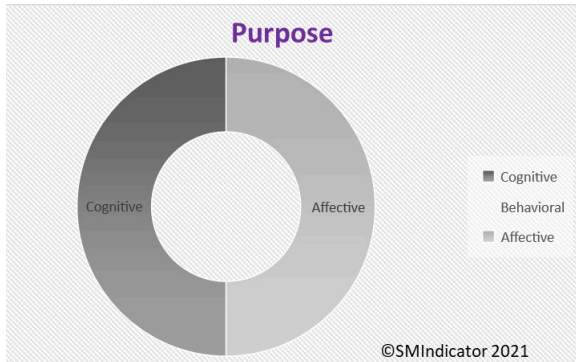 Purpose
Cognitive
Affective
Cognitive
Behavioral
Affective
©SMIndicator 2021